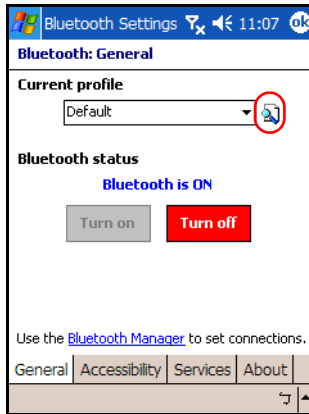 Bluetooth Settings 11:07 ok
Bluetooth: General
Current profile
Default
Bluetooth status
Bluetooth is ON
Turn on Turn off
Use the Bluetooth Manager to set connections.
General Accessibility Services About